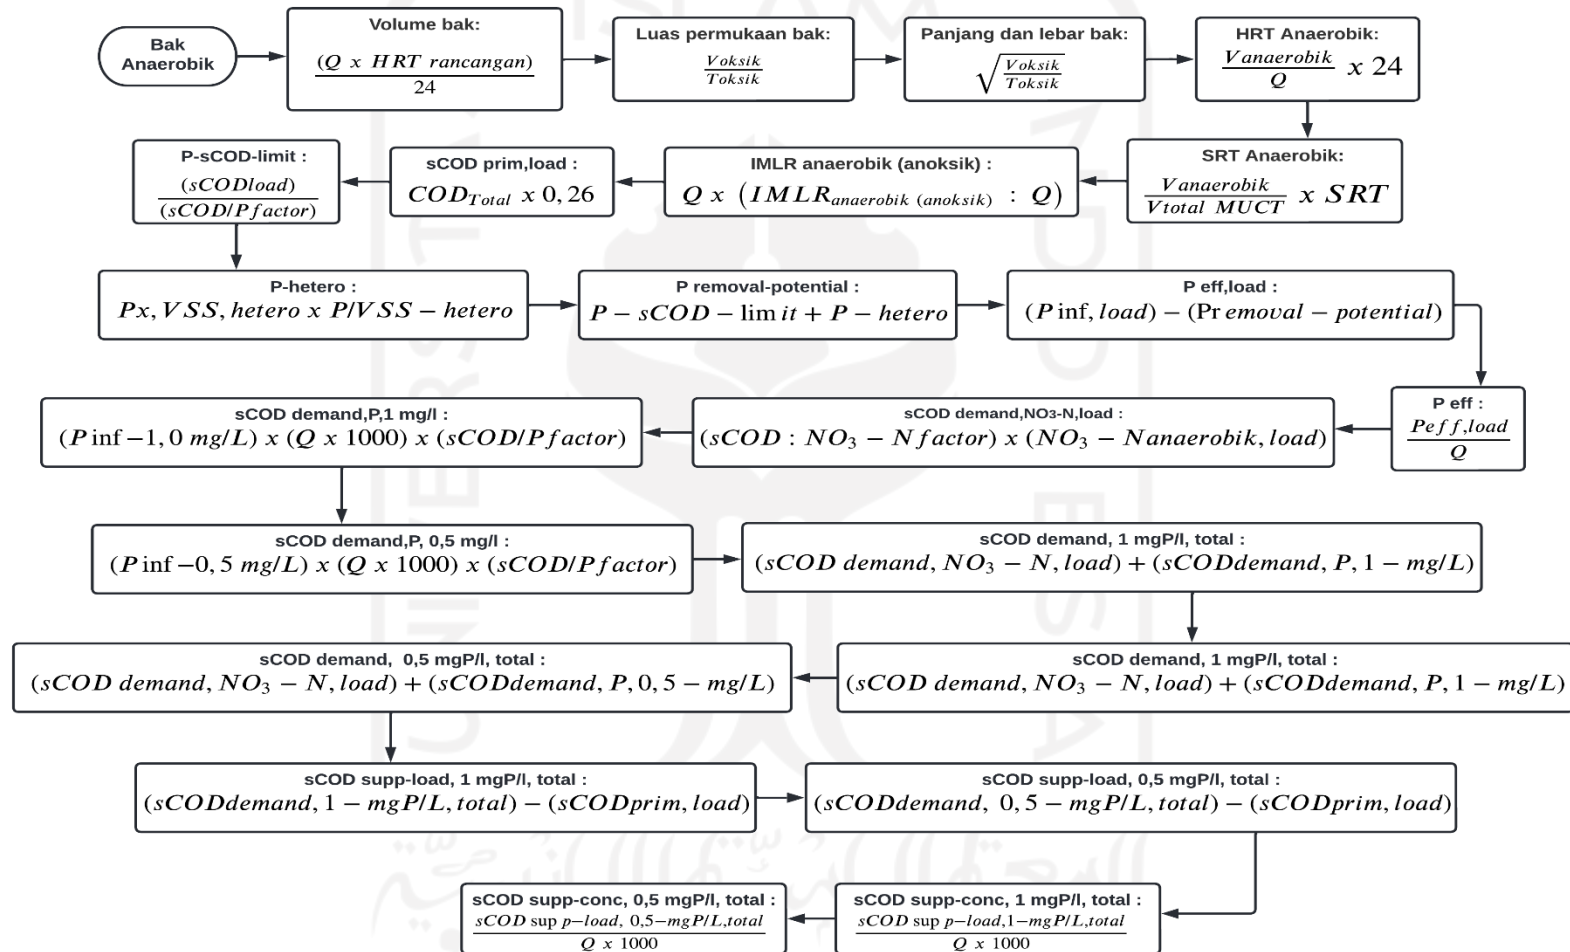 Bak
Anaerobik
Volume bak:
(Q x HRT rancangan)
24
Luas permukaan bak:
Voksik
Toksik
Panjang dan lebar bak:
√(Voksik
Toksik)
HRT Anaerobik:
Vanaerobik
Q x 24
SRT Anaerobik:
Vanaerobik
Vtotal MUCT x SRT
IMLR anaerobik (anoksik) :
Q x (IMLR anaerobik (anoksik) : Q)
sCOD prim,load :
COD Total x 0,26
P-sCOD-limit :
(sCODload)
(sCOD/Pfactor)
P-hetero :
Px, VSS, hetero x P/VSS − hetero
P removal-potential :
P − sCOD − lim it + P − hetero
P eff,load :
(P inf, load) − (Pr emoval − potential)
P eff :
Peff,load
Q
sCOD demand,NO3-N,load :
(sCOD : NO3 − Nfactor) x (NO3 − Nanaerobik, load)
sCOD demand,P,1 mg/l :
(P inf −1, 0 mg/L) x (Q x 1000) x (sCOD/Pfactor)
sCOD demand,P, 0,5 mg/l :
(P inf −0, 5 mg/L) x (Q x 1000) x (sCOD/Pfactor)
sCOD demand, 1 mgP/l, total :
(sCOD demand, NO3 − N, load) + (sCODdemand, P, 1 − mg/L)
sCOD demand, 1 mgP/l, total :
(sCOD demand, NO3 − N, load) + (sCODdemand, P, 1 − mg/L)
sCOD demand, 0,5 mgP/l, total :
(sCOD demand, NO3 − N, load) + (sCODdemand, P, 0, 5 − mg/L)
sCOD supp-load, 1 mgP/l, total :
(sCODdemand, 1 − mgP/L, total) − (sCODprim, load)
sCOD supp-load, 0,5 mgP/l, total :
(sCODdemand, 0, 5 − mgP/L, total) − (sCODprim, load)
sCOD supp-conc, 1 mgP/l, total :
sCOD sup p−load,1−mgP/L,total
Q x 1000
sCOD supp-conc, 0,5 mgP/l, total :
sCOD sup p−load, 0,5−mgP/L,total
Q x 1000